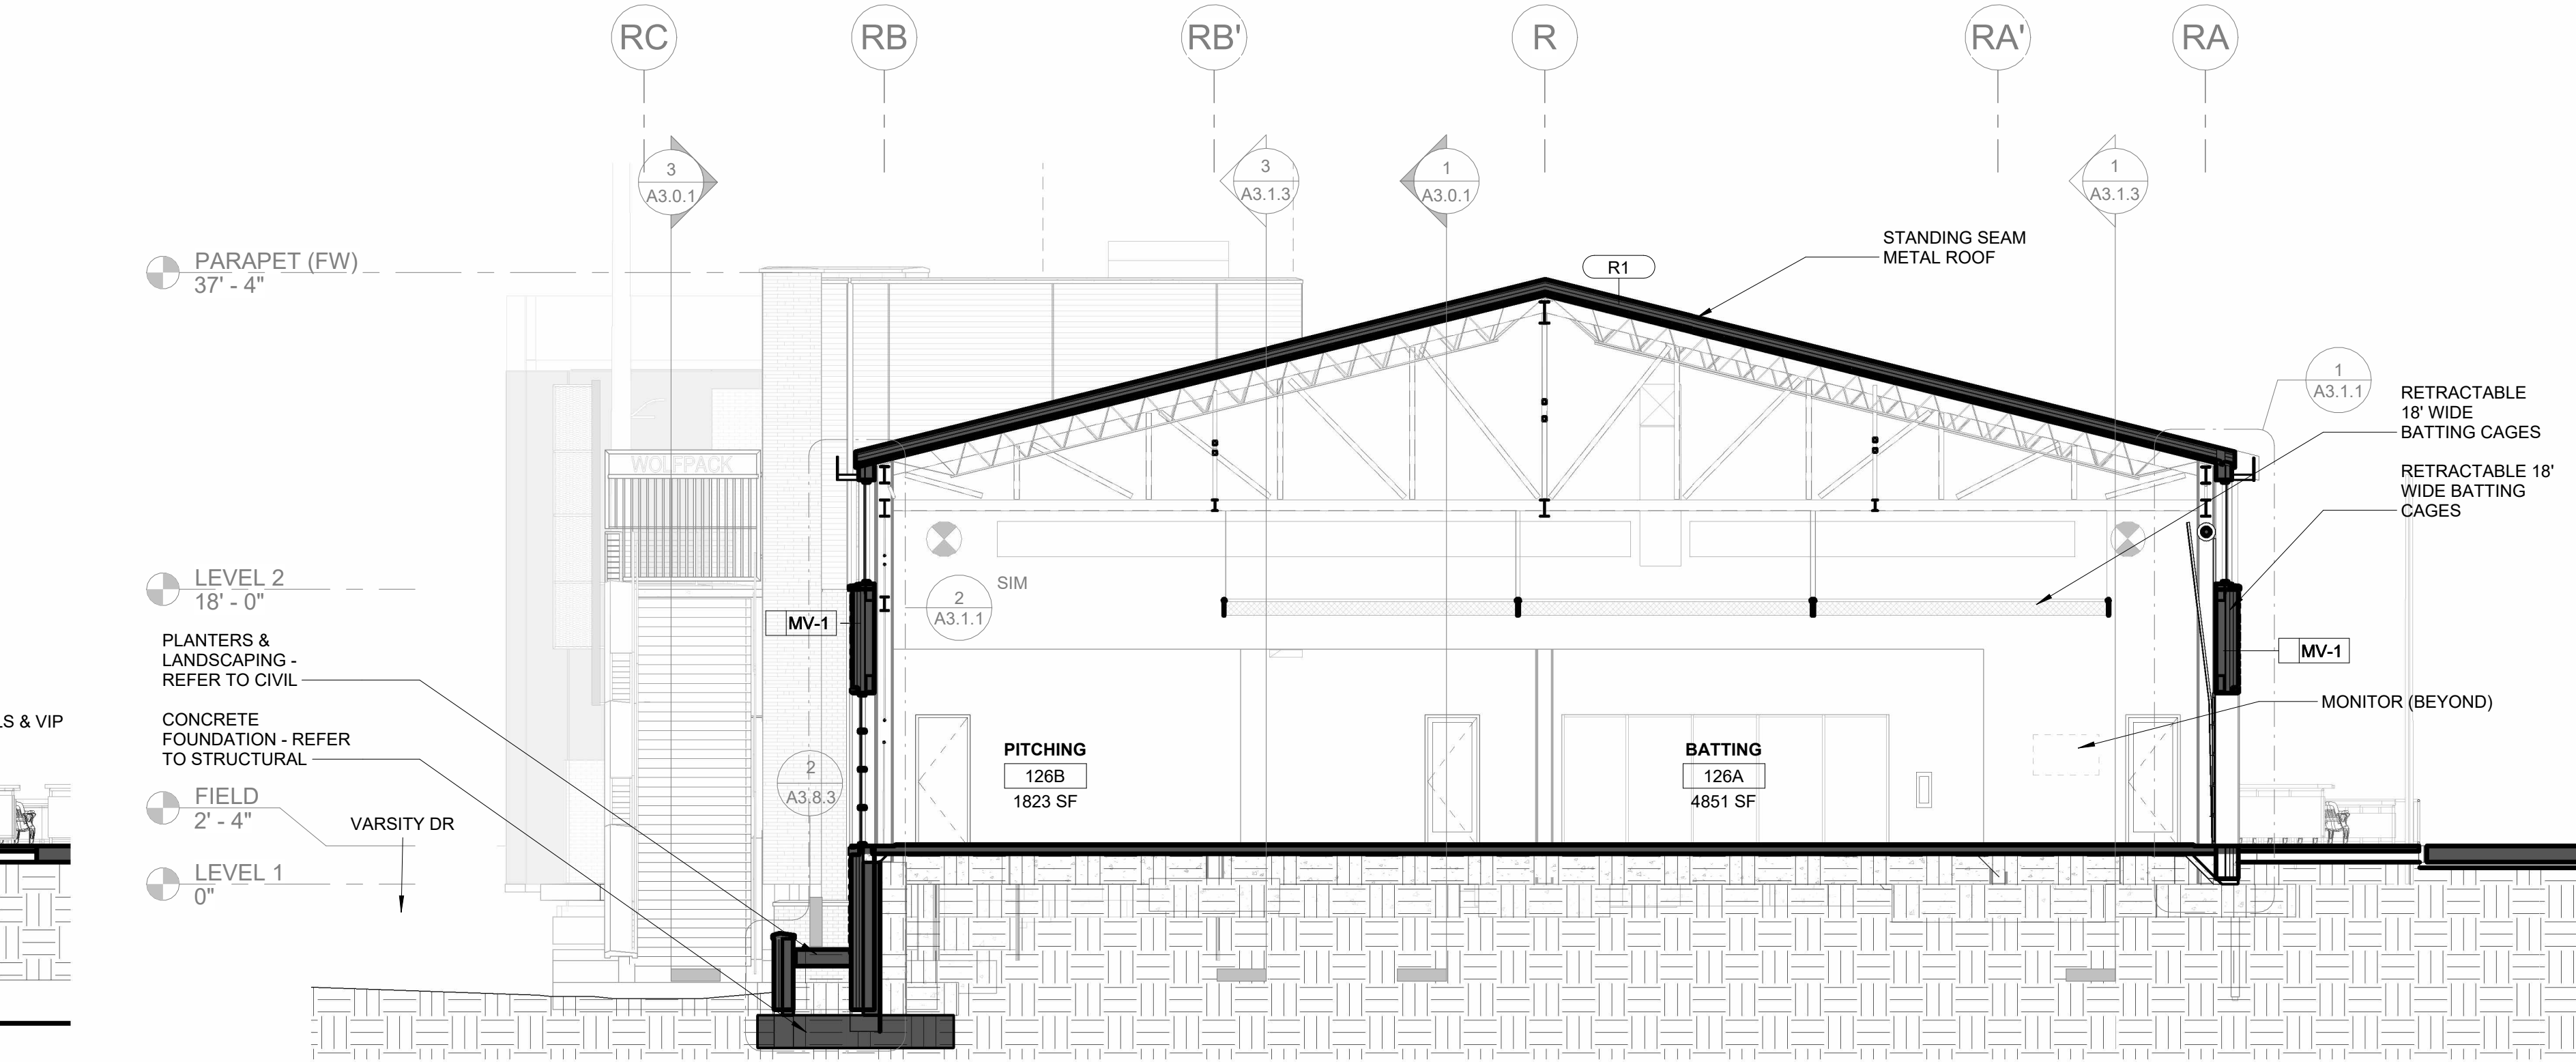 RC
RB
RB'
R
RA'
RA
3
A3.0.1
3
A3.1.3
1
A3.0.1
1
A3.1.3
STANDING SEAM
METAL ROOF
PARAPET (FW)
37' - 4"
R1
1
A3.1.1
RETRACTABLE
18' WIDE
BATTING CAGES
WOLFPACK
RETRACTABLE 18'
WIDE BATTING
CAGES
LEVEL 2
18' - 0"
SIM
2
A3.1.1
MV-1
MV-1
PLANTERS &
LANDSCAPING -
REFER TO CIVIL
MONITOR (BEYOND)
LS & VIP
CONCRETE
FOUNDATION - REFER
TO STRUCTURAL
PITCHING
126B
1823 SF
BATTING
126A
4851 SF
2
A3.8.3
FIELD
2' - 4"
VARSITY DR
LEVEL 1
0"